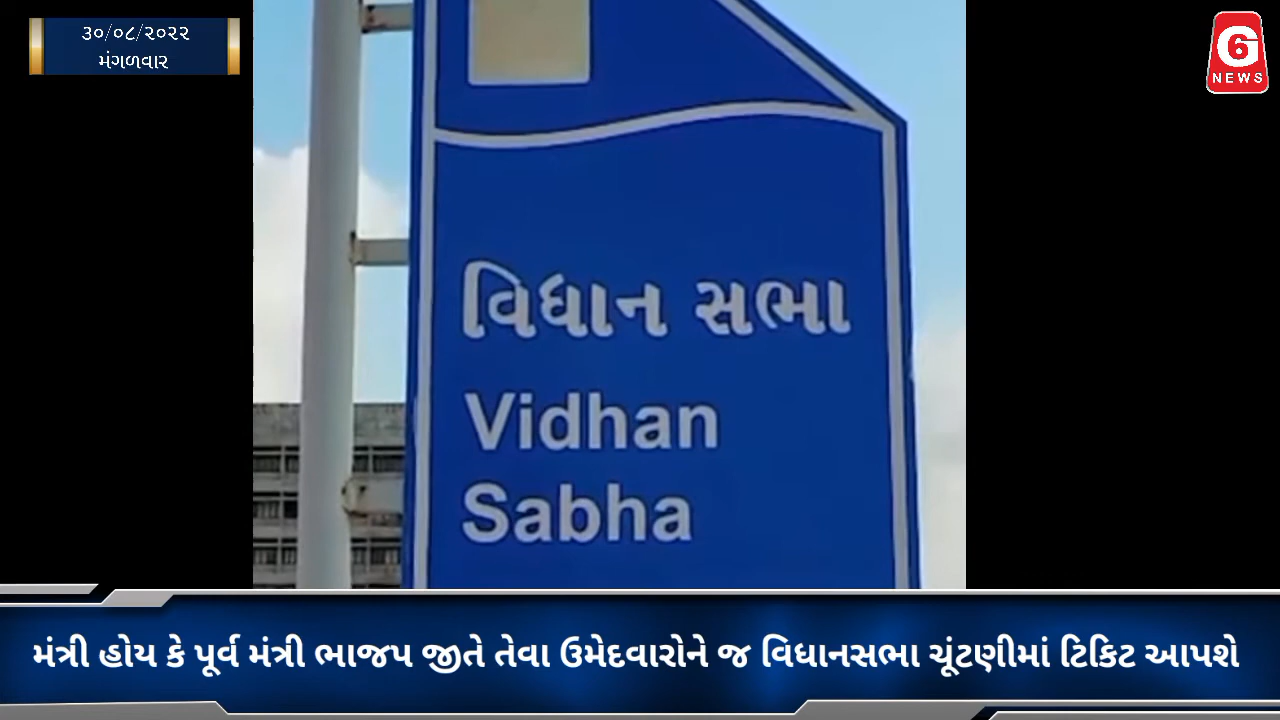 ૩૦/૦૮/૨૦૨૨
મંગળવાર
6
NEWS
વિધાન સભા
Vidhan
Sabha
મંત્રી હોય કે પૂર્વ મંત્રી ભાજપ જીતે તેવા ઉમેદવારોને જ વિધાનસભા ચૂંટણીમાં ટિકિટ આપશે